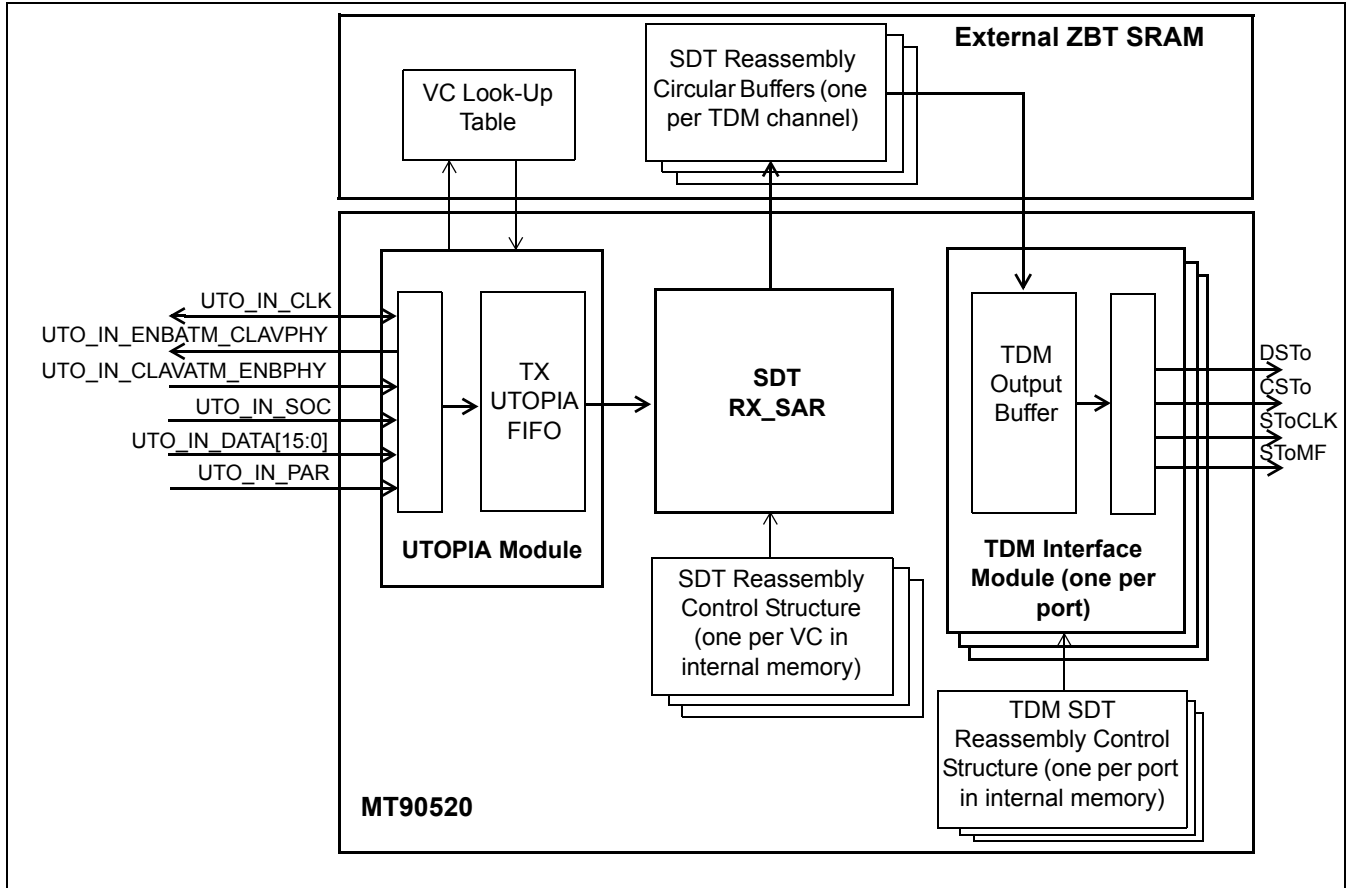 External ZBT SRAM
VC Look-Up
Table
SDT Reassembly
Circular Buffers (one
per TDM channel)
UTO_IN_CLK
UTO_IN_ENBATM_CLAVPHY
UTO_IN_CLAVATM_ENBPHY
UTO_IN_SOC
UTO_IN_DATA[15:0]
UTO_IN_PAR
TX
UTOPIA
FIFO
UTOPIA Module
SDT
RX_SAR
SDT Reassembly
Control Structure
(one per VC in
internal memory)
TDM
Output
Buffer
TDM Interface
Module (one per
port)
DSTo
CSTo
SToCLK
SToMF
TDM SDT
Reassembly Control
Structure (one per port
in internal memory)
MT90520